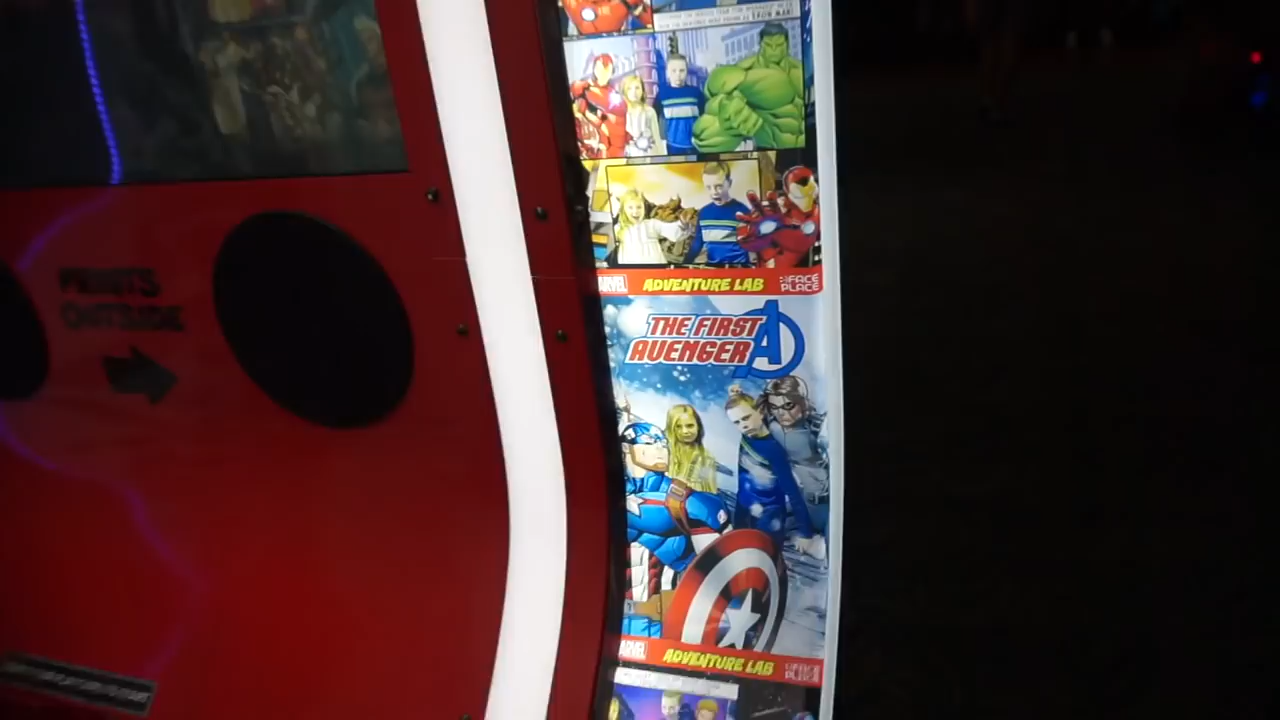 PRINTS
OUTSIDE
MARVEL ADVENTURE LAB FACE
PLACE
THE FIRST
AVENGER A
MARVEL ADVENTURE LAB FACE
PLACE